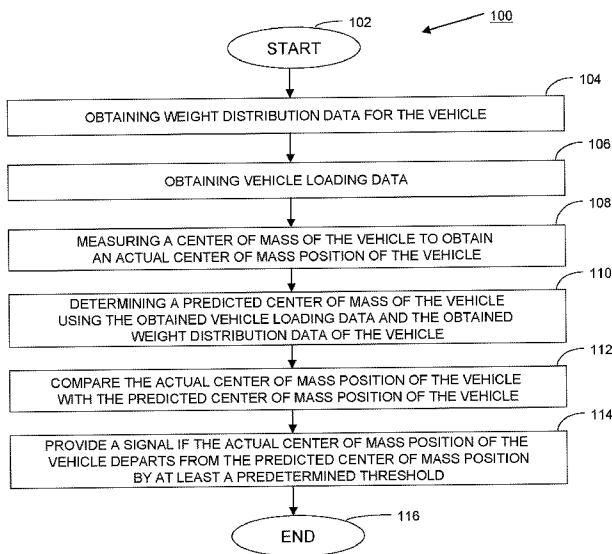 102
START
100
104
OBTAINING WEIGHT DISTRIBUTION DATA FOR THE VEHICLE
106
OBTAINING VEHICLE LOADING DATA
108
MEASURING A CENTER OF MASS OF THE VEHICLE TO OBTAIN
AN ACTUAL CENTER OF MASS POSITION OF THE VEHICLE
110
DETERMINING A PREDICTED CENTER OF MASS OF THE VEHICLE
USING THE OBTAINED VEHICLE LOADING DATA AND THE OBTAINED
WEIGHT DISTRIBUTION DATA OF THE VEHICLE
112
COMPARE THE ACTUAL CENTER OF MASS POSITION OF THE VEHICLE
WITH THE PREDICTED CENTER OF MASS POSITION OF THE VEHICLE
114
PROVIDE A SIGNAL IF THE ACTUAL CENTER OF MASS POSITION OF THE
VEHICLE DEPARTS FROM THE PREDICTED CENTER OF MASS POSITION
BY AT LEAST A PREDETERMINED THRESHOLD
END
116